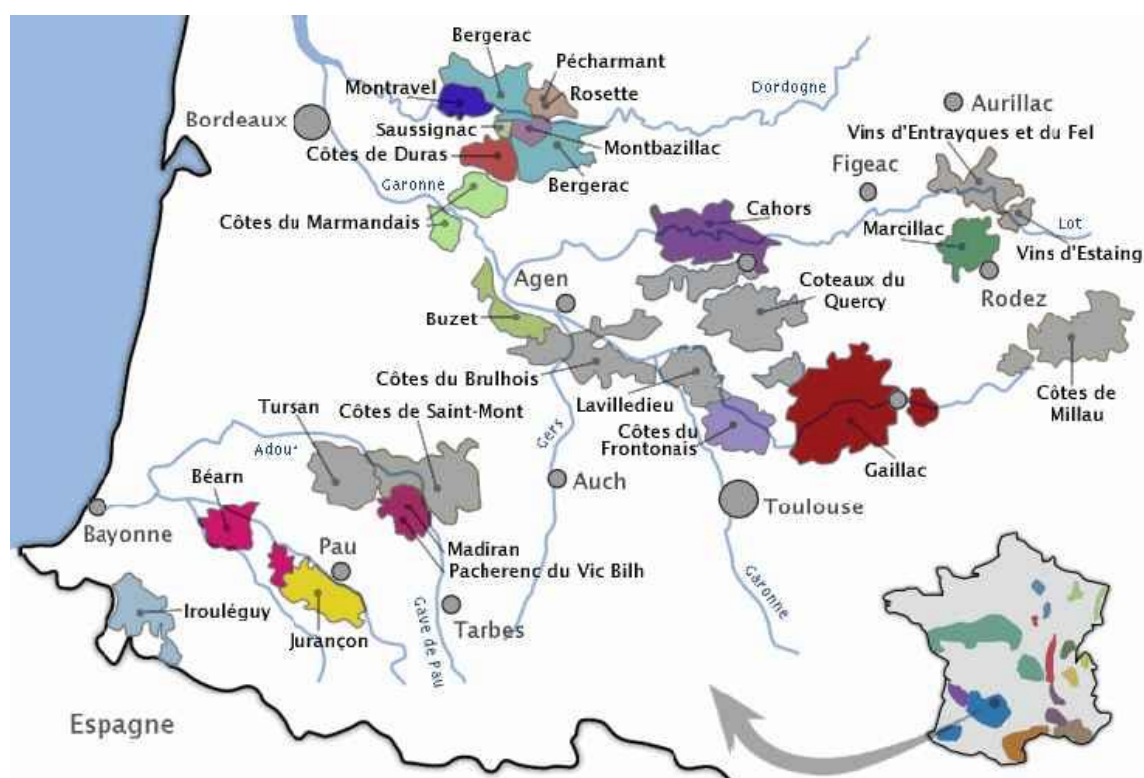 Bergerac
Pécharmant
Montravel
Rosette
Dordogne
Bordeaux
Saussignac
Montbazillac
Côtes de Duras
Bergerac
Garonne
Côtes du Marmandais
Aurillac
Vins d'Entrayques et du Fel
Figeac
Cahors
Marcillac
Lot
Vins d'Estaing
Rodez
Agen
Coteaux du
Quercy
Buzet
Côtes du Brulhois
Lavilledieu
Côtes de
Millau
Tursan
Côtes de Saint-Mont
Côtes du
Frontonais
Gaillac
Adour
Gers
Béarn
Auch
Toulouse
Bayonne
Pau
Madiran
Pacherenc du Vic Bilh
Irouléguy
Jurançon
Gave de Pau
Tarbes
Garonne
Espagne